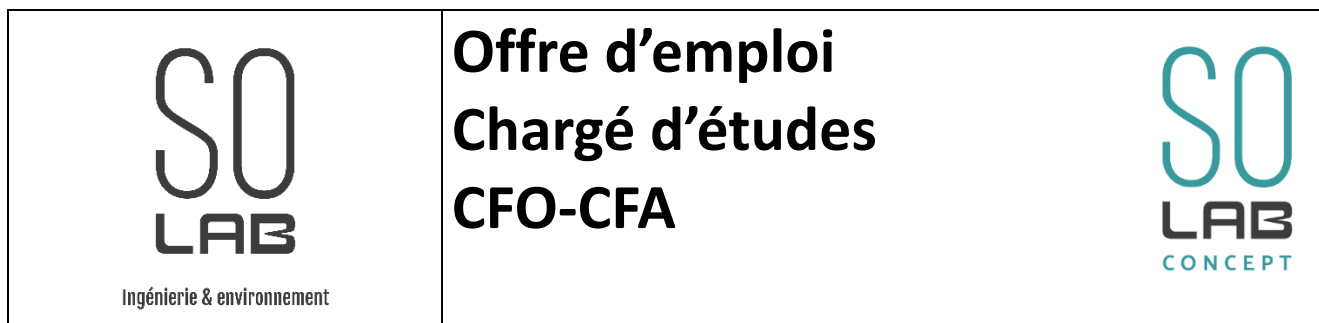 SO
LAB
Ingénierie & environnement
Offre d’emploi
Chargé d’études
CFO-CFA
SO
LAB
CONCEPT